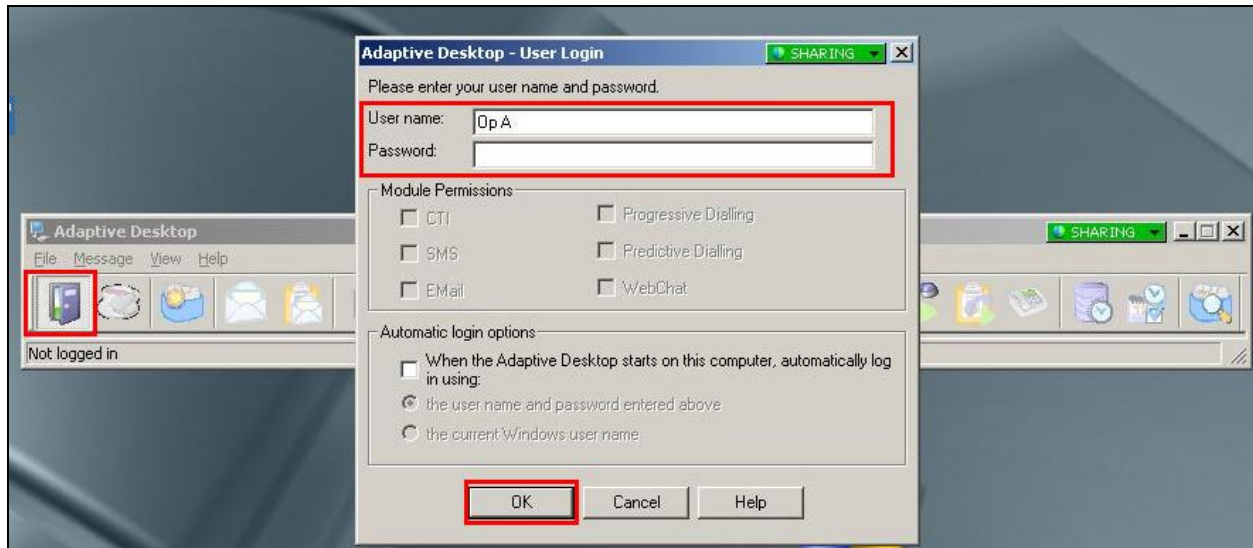 Adaptive Desktop - User Login
SHARING
Please enter your user name and password.
User name:
Op A
Password:
Module Permissions
CTI
Progressive Dialling
SMS
Predictive Dialling
EMail
WebChat
Automatic login options
When the Adaptive Desktop starts on this computer, automatically log
in using:
the user name and password entered above
the current Windows user name
OK
Cancel
Help
Adaptive Desktop
SHARING
File Message View Help
Not logged in